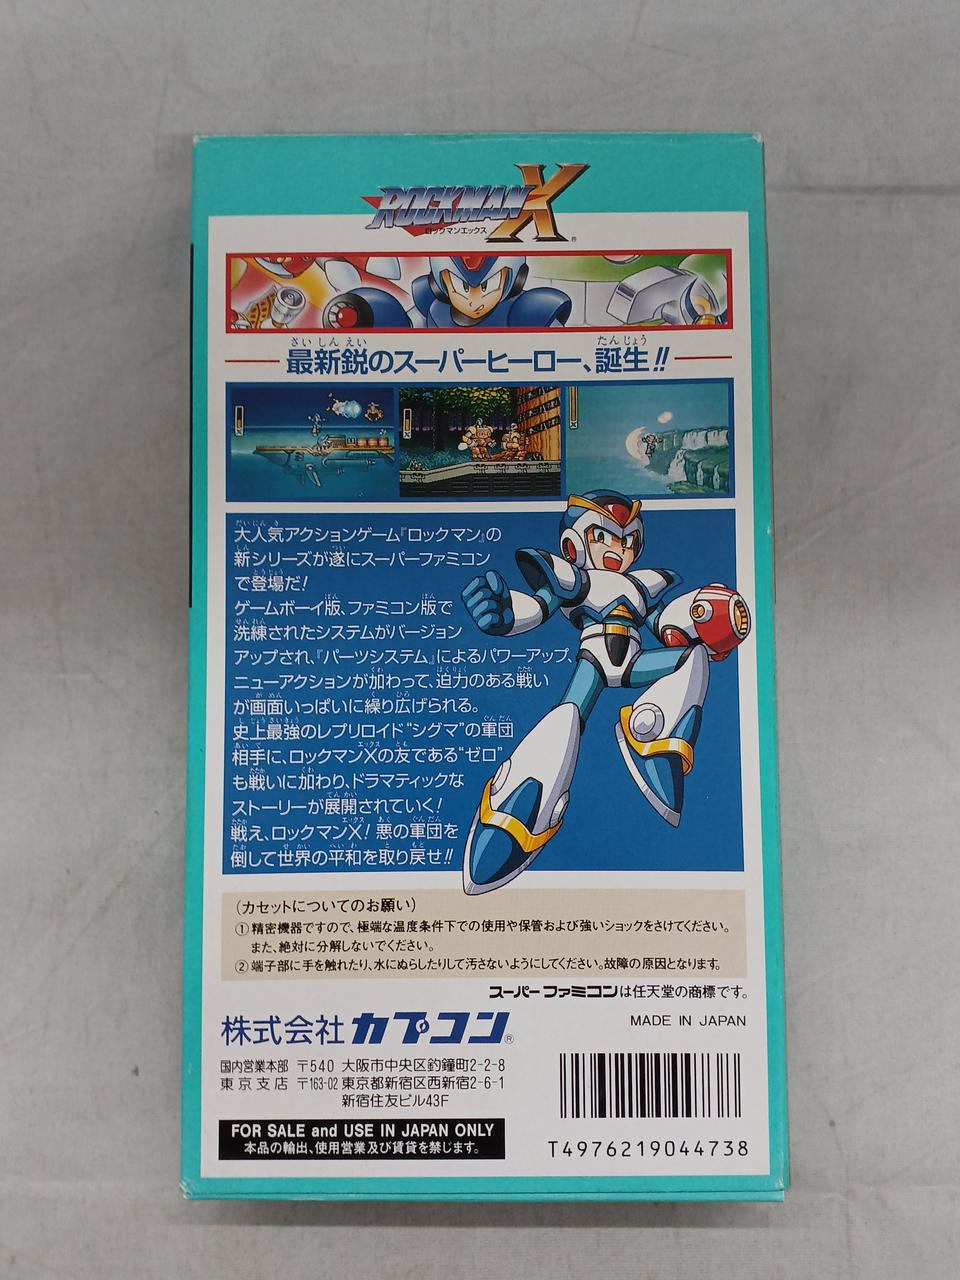 ROCKMAN X
ロックマンエックス
最新鋭のスーパーヒーロー、誕生!!
大人気アクションゲーム『ロックマン』の
新シリーズが遂にスーパーファミコン
で登場だ!
ゲームボーイ版、ファミコン版で
洗練されたシステムがバージョン
アップされ、『パーツシステム』によるパワーアップ、
ニューアクションが加わって、迫力のある戦い
が画面いっぱいに繰り広げられる。
史上最強のレプリロイド“シグマ”の軍団
相手に、ロックマンXの友である“ゼロ”
も戦いに加わり、ドラマティックな
ストーリーが展開されていく!
戦え、ロックマンX! 悪の軍団を
倒して世界の平和を取り戻せ!!
(カセットについてのお願い)
① 精密機器ですので、極端な温度条件下での使用や保管および強いショックをさけてください。
また、絶対に分解しないでください。
② 端子部に手を触れたり、水にぬらしたりして汚さないようにしてください。故障の原因となります。
スーパーファミコンは任天堂の商標です。
株式会社カプコン®
MADE IN JAPAN
国内営業本部 〒540 大阪市中央区釣鐘町2-2-8
東京支店 〒163-02 東京都新宿区西新宿2-6-1
新宿住友ビル43F
FOR SALE and USE IN JAPAN ONLY
本品の輸出、使用営業及び賃貸を禁じます。
T4976219044738